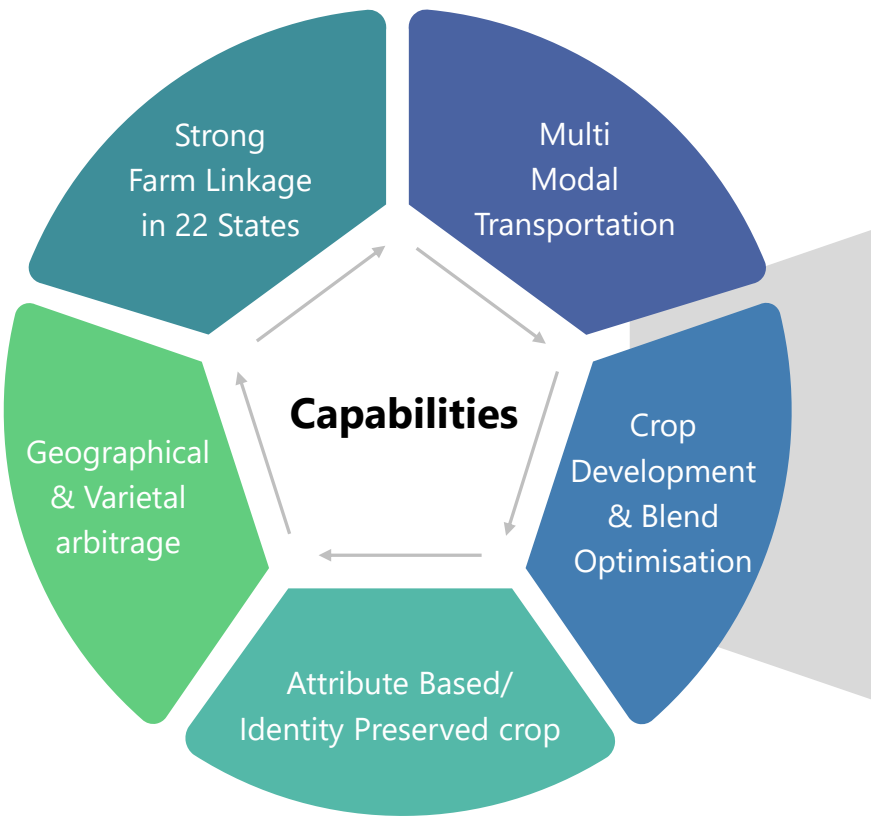 Strong
Farm Linkage
in 22 States
Multi
Modal
Transportation
Capabilities
Crop
Development
& Blend
Optimisation
Geographical
& Varietal
arbitrage
Attribute Based/
Identity Preserved crop